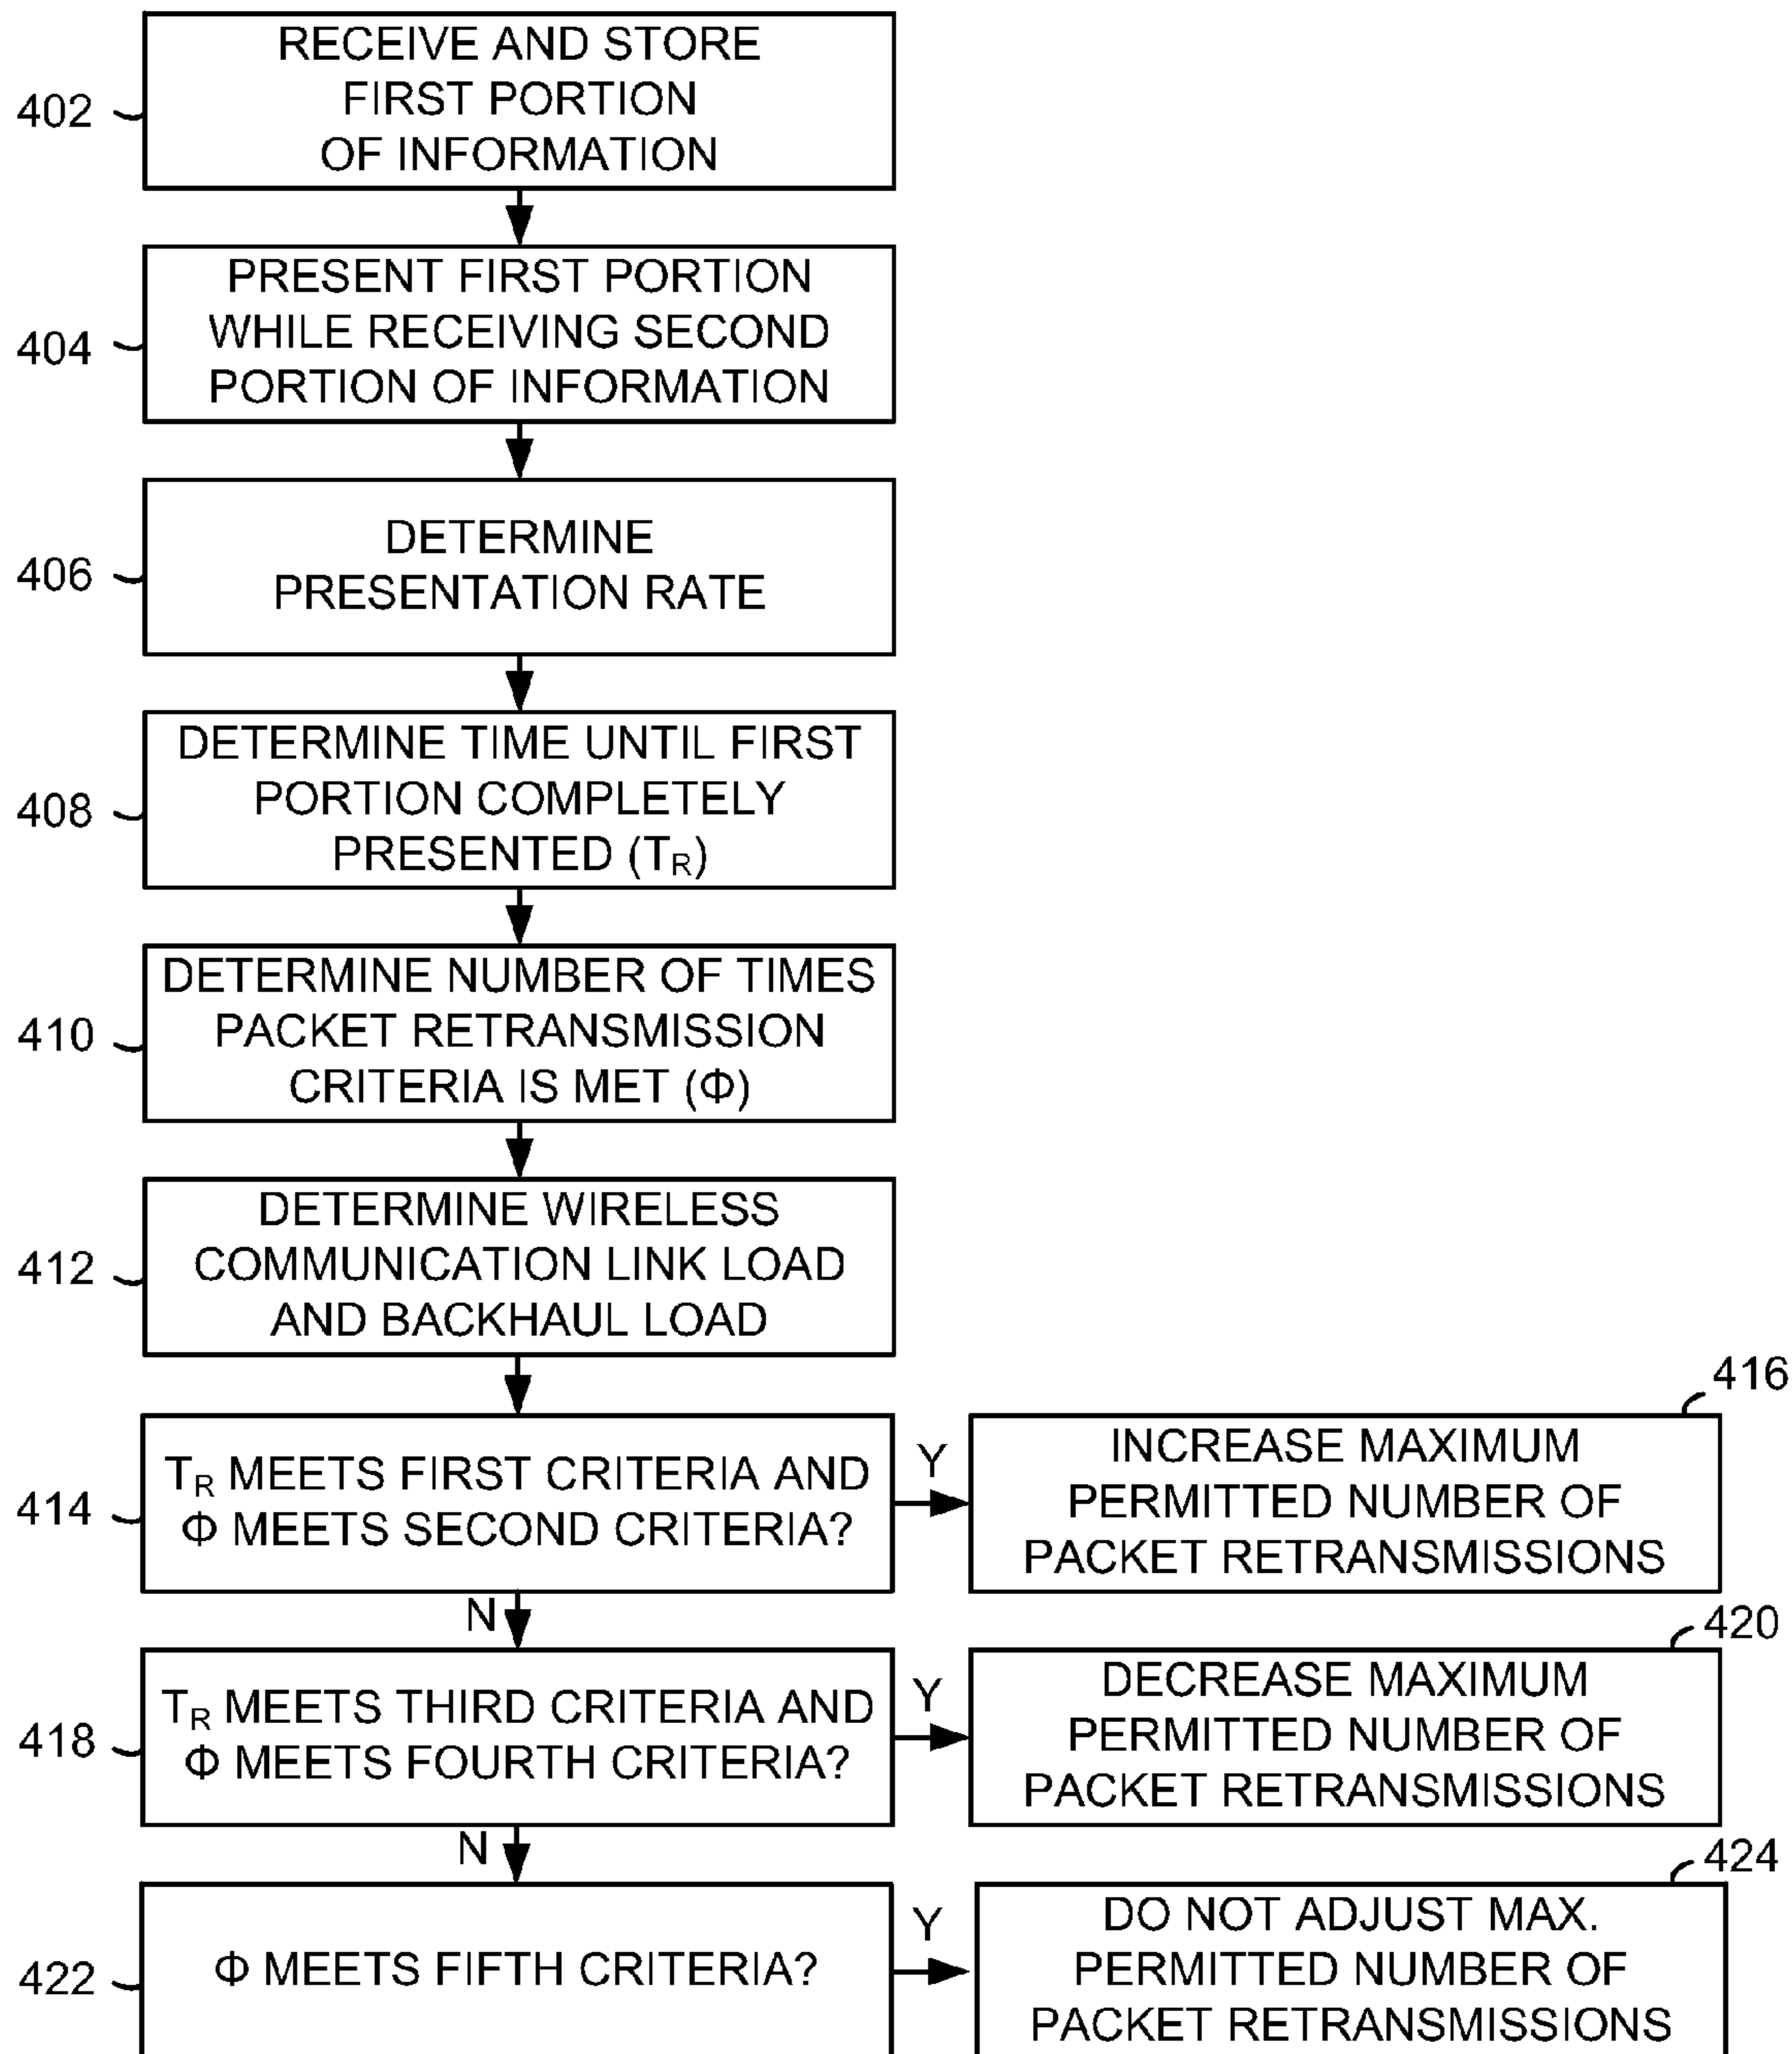 RECEIVE AND STORE
FIRST PORTION
OF INFORMATION
402
PRESENT FIRST PORTION
WHILE RECEIVING SECOND
PORTION OF INFORMATION
404
DETERMINE
PRESENTATION RATE
406
DETERMINE TIME UNTIL FIRST
PORTION COMPLETELY
PRESENTED (TR)
408
DETERMINE NUMBER OF TIMES
PACKET RETRANSMISSION
CRITERIA IS MET (Φ)
410
DETERMINE WIRELESS
COMMUNICATION LINK LOAD
AND BACKHAUL LOAD
412
TR MEETS FIRST CRITERIA AND
Φ MEETS SECOND CRITERIA?
414
Y
416
INCREASE MAXIMUM
PERMITTED NUMBER OF
PACKET RETRANSMISSIONS
N
TR MEETS THIRD CRITERIA AND
Φ MEETS FOURTH CRITERIA?
418
Y
420
DECREASE MAXIMUM
PERMITTED NUMBER OF
PACKET RETRANSMISSIONS
N
Φ MEETS FIFTH CRITERIA?
422
Y
424
DO NOT ADJUST MAX.
PERMITTED NUMBER OF
PACKET RETRANSMISSIONS